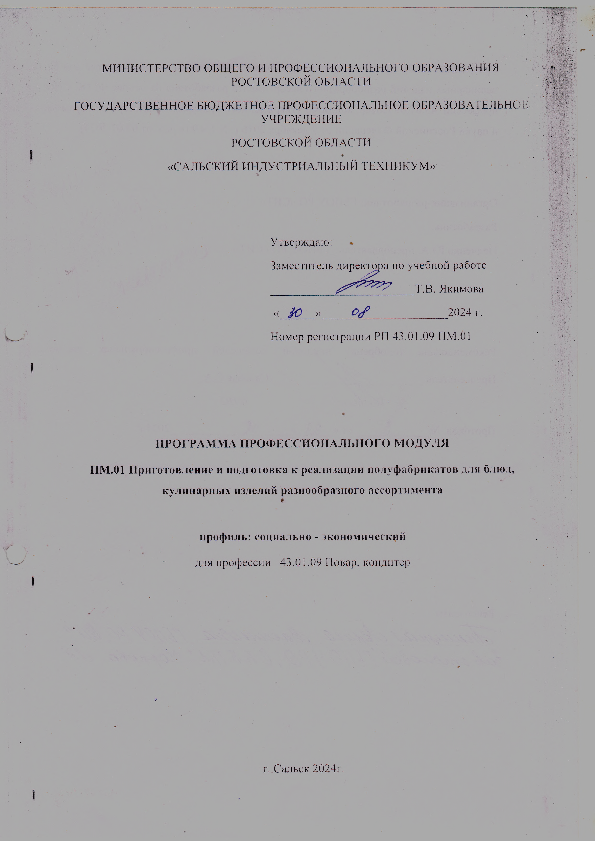 МИНИСТЕРСТВО ОБЩЕГО И ПРОФЕССИОНАЛЬНОГО ОБРАЗОВАНИЯ
РОСТОВСКОЙ ОБЛАСТИ
ГОСУДАРСТВЕННОЕ БЮДЖЕТНОЕ ПРОФЕССИОНАЛЬНОЕ ОБРАЗОВАТЕЛЬНОЕ
УЧРЕЖДЕНИЕ
РОСТОВСКОЙ ОБЛАСТИ
«САЛЬСКИЙ ИНДУСТРИАЛЬНЫЙ ТЕХНИКУМ»
Утверждаю
Заместитель директора по учебной работе
Г.В. Якимова
« 30 » 08 2024 г.
Номер регистрации РП 43.01.09 ПМ.01
ПРОГРАММА ПРОФЕССИОНАЛЬНОГО МОДУЛЯ
ПМ.01 Приготовление и подготовка к реализации полуфабрикатов для блюд,
кулинарных изделий разнообразного ассортимента
профиль: социально - экономический
для профессии 43.01.09 Повар, кондитер
г. Сальск 2024г